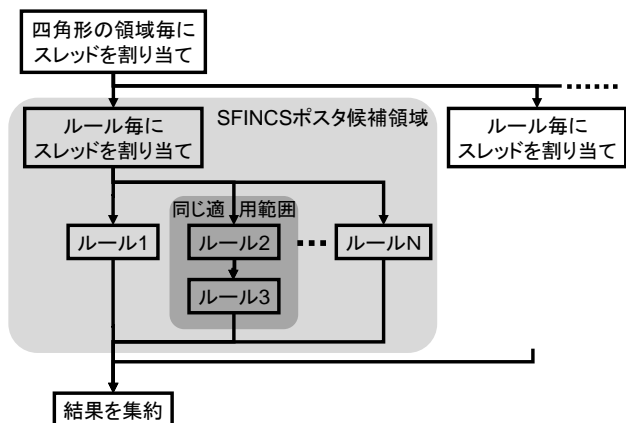 四角形の領域毎に
スレッドを割り当て
SFINCSポスタ候補領域
ルール毎に
スレッドを割り当て
ルール毎に
スレッドを割り当て
同じ適用範囲
ルール1
ルール2
ルールN
ルール3
結果を集約